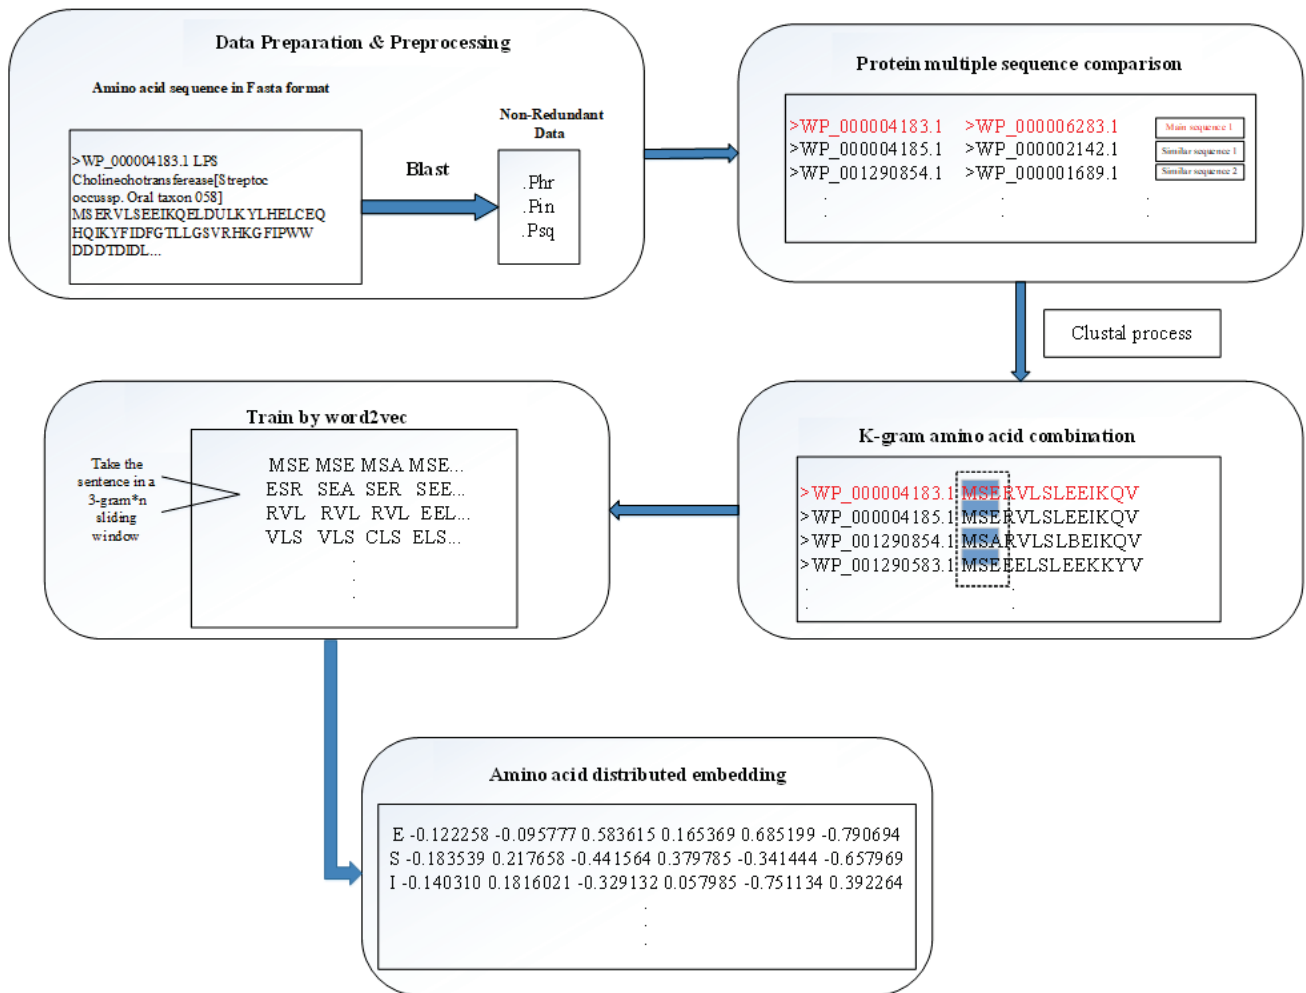 Data Preparation & Preprocessing
Amino acid sequence in Fasta format
>WP_000004183.1 LPS
Cholineohotransferease[Streptoc
occussp. Oral taxon 058]
MSERVLSEEIKQELDULKYLHELCEQ
HQIKYFIDFGTLLGSVRHKGFIPWW
DDDTDIDL...
Blast
Non-Redundant
Data
.Phr
.Pin
.Psq
Protein multiple sequence comparison
>WP_000004183.1 >WP_000006283.1 Main sequence 1
>WP_000004185.1 >WP_000002142.1 Similar sequence 1
>WP_001290854.1 >WP_000001689.1 Similar sequence 2
Clustal process
K-gram amino acid combination
>WP_000004183.1 MSERVLSLEEIKQV
>WP_000004185.1 MSERVLSLEEIKQV
>WP_001290854.1 MSARVLSLBEIKQV
>WP_001290583.1 MSEEELSLEEKKYV
Train by word2vec
Take the
sentence in a
3-gram*n
sliding
window
MSE MSE MSA MSE...
ESR SEA SER SEE...
RVL RVL RVL EEL...
VLS VLS CLS ELS...
Amino acid distributed embedding
E -0.122258 -0.095777 0.583615 0.165369 0.685199 -0.790694
S -0.183539 0.217658 -0.441564 0.379785 -0.341444 -0.657969
I -0.140310 0.1816021 -0.329132 0.057985 -0.751134 0.392264